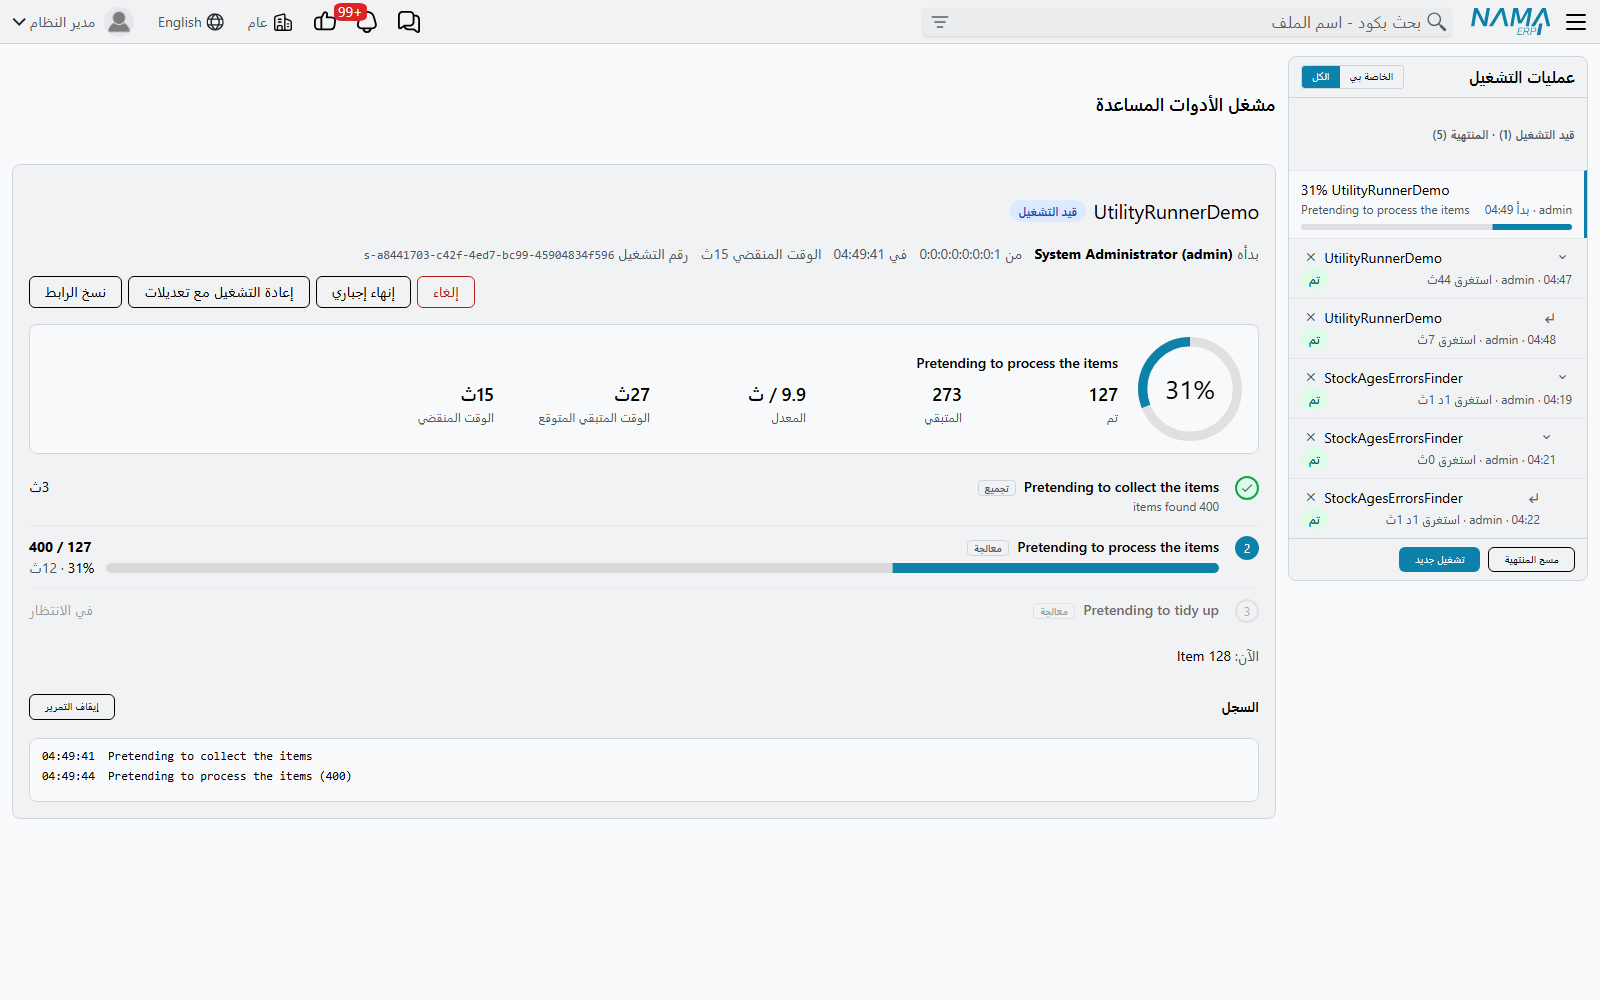 NAMA
ERP
بحث بكود - اسم الملف
99+
عام
English
مدير النظام
عمليات التشغيل
الخاصة بي
الكل
قيد التشغيل (1) · المنتهية (5)
31% UtilityRunnerDemo
admin · بدأ 04:49
Pretending to process the items
UtilityRunnerDemo
04:47 · admin · استغرق 44ث
تم
UtilityRunnerDemo
04:48 · admin · استغرق 7ث
تم
StockAgesErrorsFinder
04:19 · admin · استغرق 1د 1ث
تم
StockAgesErrorsFinder
04:21 · admin · استغرق 0ث
تم
StockAgesErrorsFinder
04:22 · admin · استغرق 1د 1ث
تم
مسح المنتهية
تشغيل جديد
مشغل الأدوات المساعدة
UtilityRunnerDemo قيد التشغيل
بدأه System Administrator (admin) من 0:0:0:0:0:0:0:1 في 04:49:41 الوقت المنقضي 15ث رقم التشغيل s-a8441703-c42f-4ed7-bc99-45904834f596
إلغاء
إنهاء إجباري
إعادة التشغيل مع تعديلات
نسخ الرابط
31%
Pretending to process the items
127
273
9.9 / ث
27ث
15ث
تم
المتبقي
المعدل
الوقت المتبقي المتوقع
الوقت المنقضي
Pretending to collect the items تجميع
3ث
400 items found
2
Pretending to process the items معالجة
127 / 400
31% · 12ث
3
Pretending to tidy up معالجة
في الانتظار
الآن: Item 128
السجل
إيقاف التمرير
04:49:41 Pretending to collect the items
04:49:44 Pretending to process the items (400)